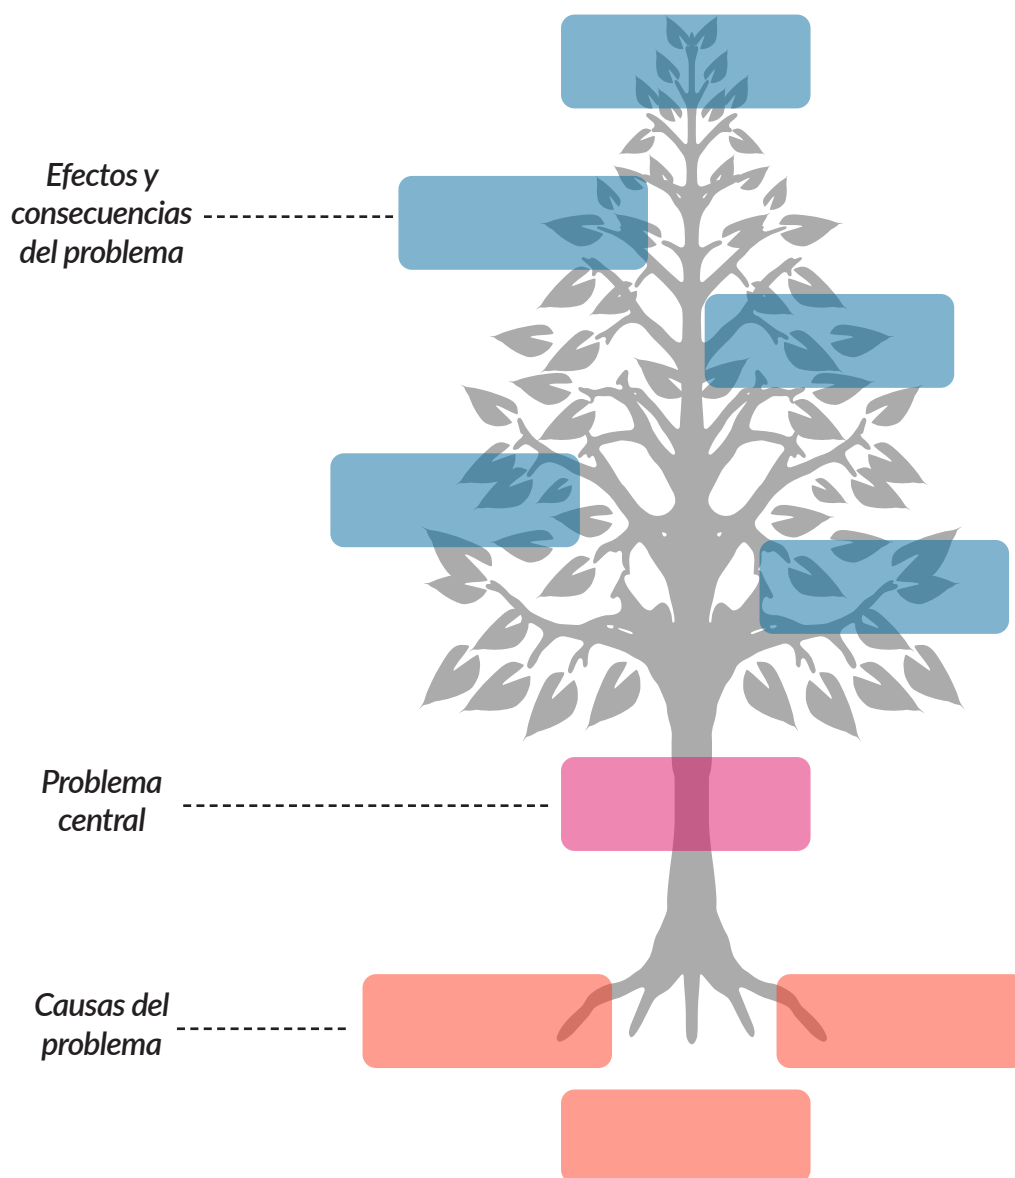 Efectos y
consecuencias
del problema
Problema
central
Causas del
problema